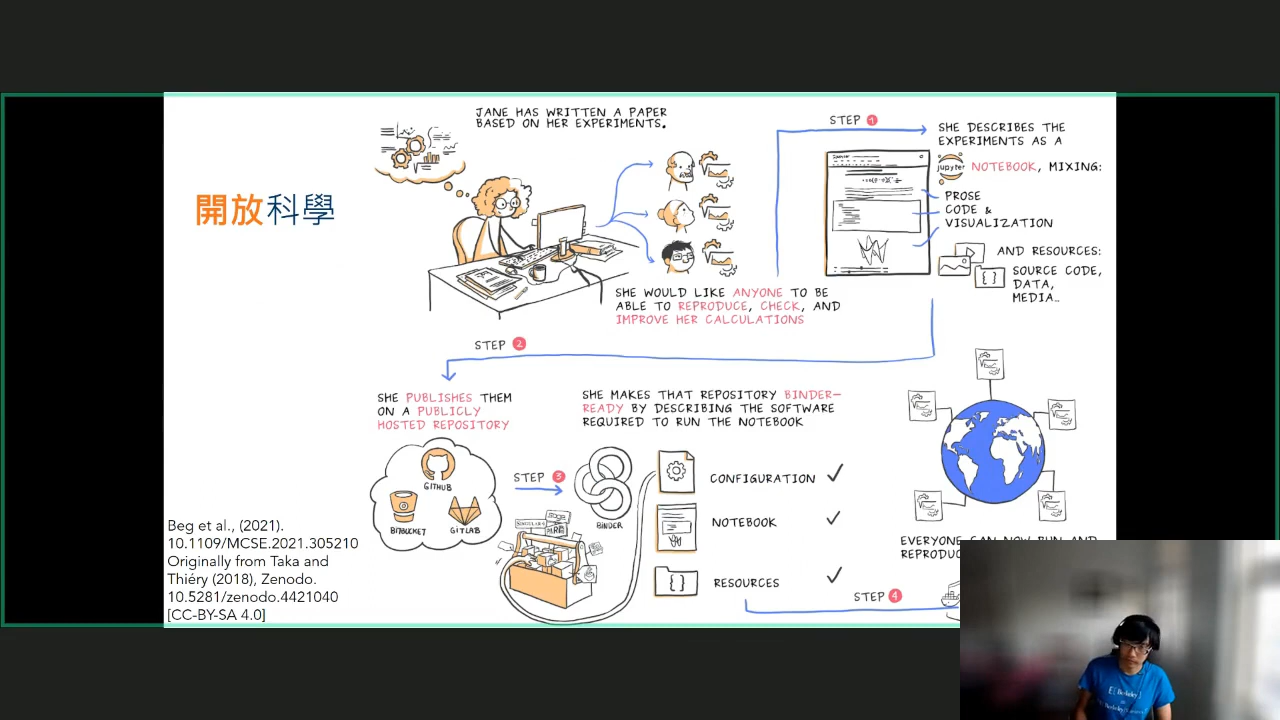 開放科學
JANE HAS WRITTEN A PAPER
BASED ON HER EXPERIMENTS.
SHE WOULD LIKE ANYONE TO BE
ABLE TO REPRODUCE, CHECK, AND
IMPROVE HER CALCULATIONS
STEP 1
SHE DESCRIBES THE
EXPERIMENTS AS A
jupyter NOTEBOOK, MIXING:
PROSE
CODE &
VISUALIZATION
AND RESOURCES:
SOURCE CODE,
DATA,
MEDIA..
STEP 2
SHE PUBLISHES THEM
ON A PUBLICLY
HOSTED REPOSITORY
GITHUB
BITBUCKET
GITLAB
STEP 3
SHE MAKES THAT REPOSITORY BINDER-
READY BY DESCRIBING THE SOFTWARE
REQUIRED TO RUN THE NOTEBOOK
BINDER
CONFIGURATION
NOTEBOOK
RESOURCES
STEP 4
EVERYONE CAN NOW RUN AND
Beg et al., (2021).
10.1109/MCSE.2021.305210
Originally from Taka and
Thiéry (2018), Zenodo.
10.5281/zenodo.4421040
[CC-BY-SA 4.0]